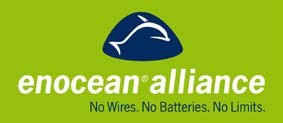 enocean® alliance
No Wires. No Batteries. No Limits.